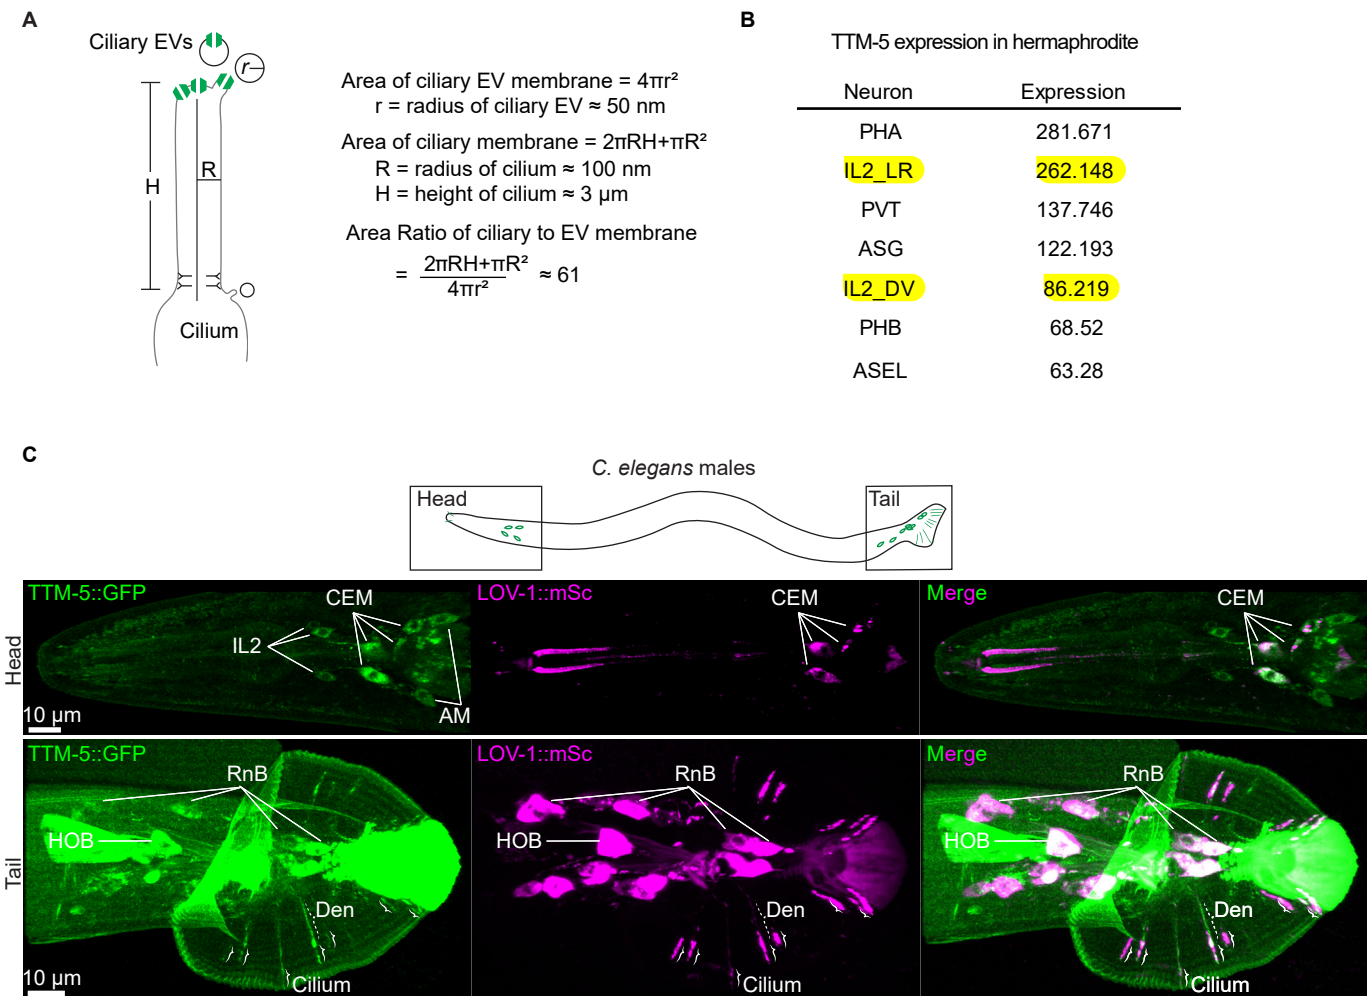 A
Ciliary EVs
r
H
R
Cilium
Area of ciliary EV membrane = 4πr²
r = radius of ciliary EV ≈ 50 nm
Area of ciliary membrane = 2πRH+πR²
R = radius of cilium ≈ 100 nm
H = height of cilium ≈ 3 μm
Area Ratio of ciliary to EV membrane
= 2πRH+πR² / 4πr² ≈ 61
B
TTM-5 expression in hermaphrodite
Neuron Expression
PHA 281.671
IL2_LR 262.148
PVT 137.746
ASG 122.193
IL2_DV 86.219
PHB 68.52
ASEL 63.28
C
C. elegans males
Head
Tail
Head
TTM-5::GFP
CEM
IL2
AM
10 μm
LOV-1::mSc
CEM
Merge
CEM
Tail
TTM-5::GFP
RnB
HOB
Den
Cilium
10 μm
LOV-1::mSc
RnB
HOB
Den
Cilium
Merge
RnB
HOB
Den
Cilium